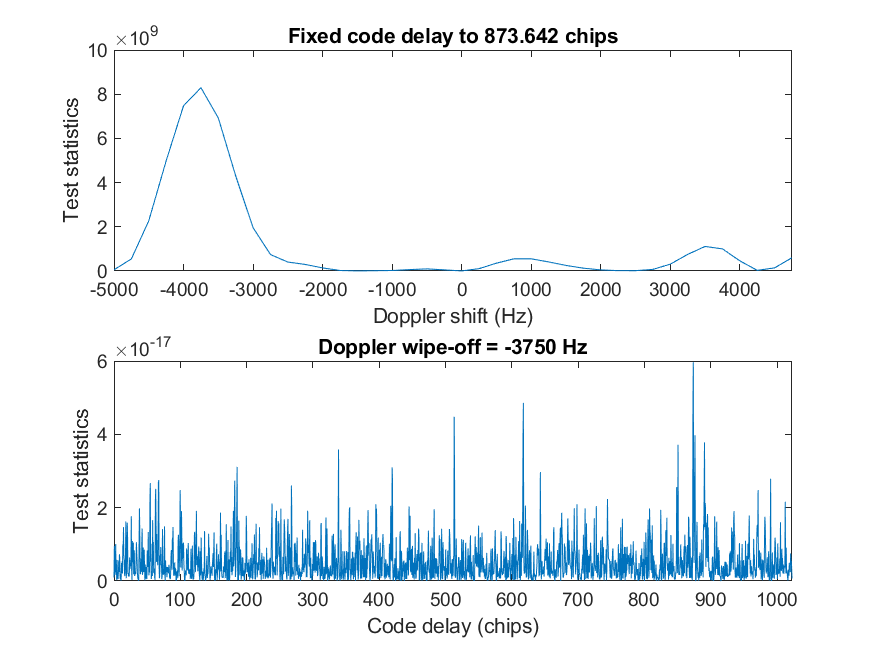 ×10^9
Fixed code delay to 873.642 chips
10
8
6
4
2
0
Test statistics
-5000 -4000 -3000 -2000 -1000 0 1000 2000 3000 4000
Doppler shift (Hz)
×10^-17
Doppler wipe-off = -3750 Hz
6
4
2
0
Test statistics
0 100 200 300 400 500 600 700 800 900 1000
Code delay (chips)